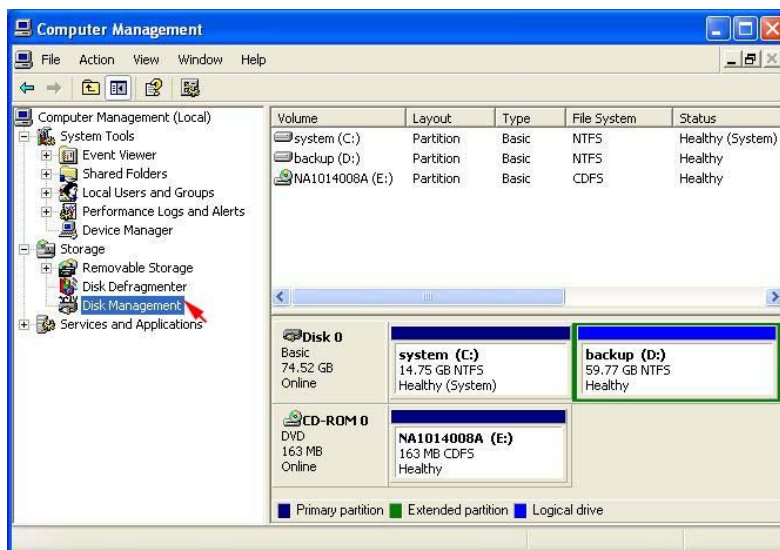 Computer Management
File Action View Window Help
Computer Management (Local)
System Tools
Event Viewer
Shared Folders
Local Users and Groups
Performance Logs and Alerts
Device Manager
Storage
Removable Storage
Disk Defragmenter
Disk Management
Services and Applications
Volume Layout Type File System Status
system (C:) Partition Basic NTFS Healthy (System)
backup (D:) Partition Basic NTFS Healthy
NA1014008A (E:) Partition Basic CDFS Healthy
Disk 0
Basic
74.52 GB
Online
system (C:)
14.75 GB NTFS
Healthy (System)
backup (D:)
59.77 GB NTFS
Healthy
CD-ROM 0
DVD
163 MB
Online
NA1014008A (E:)
163 MB CDFS
Healthy
Primary partition Extended partition Logical drive